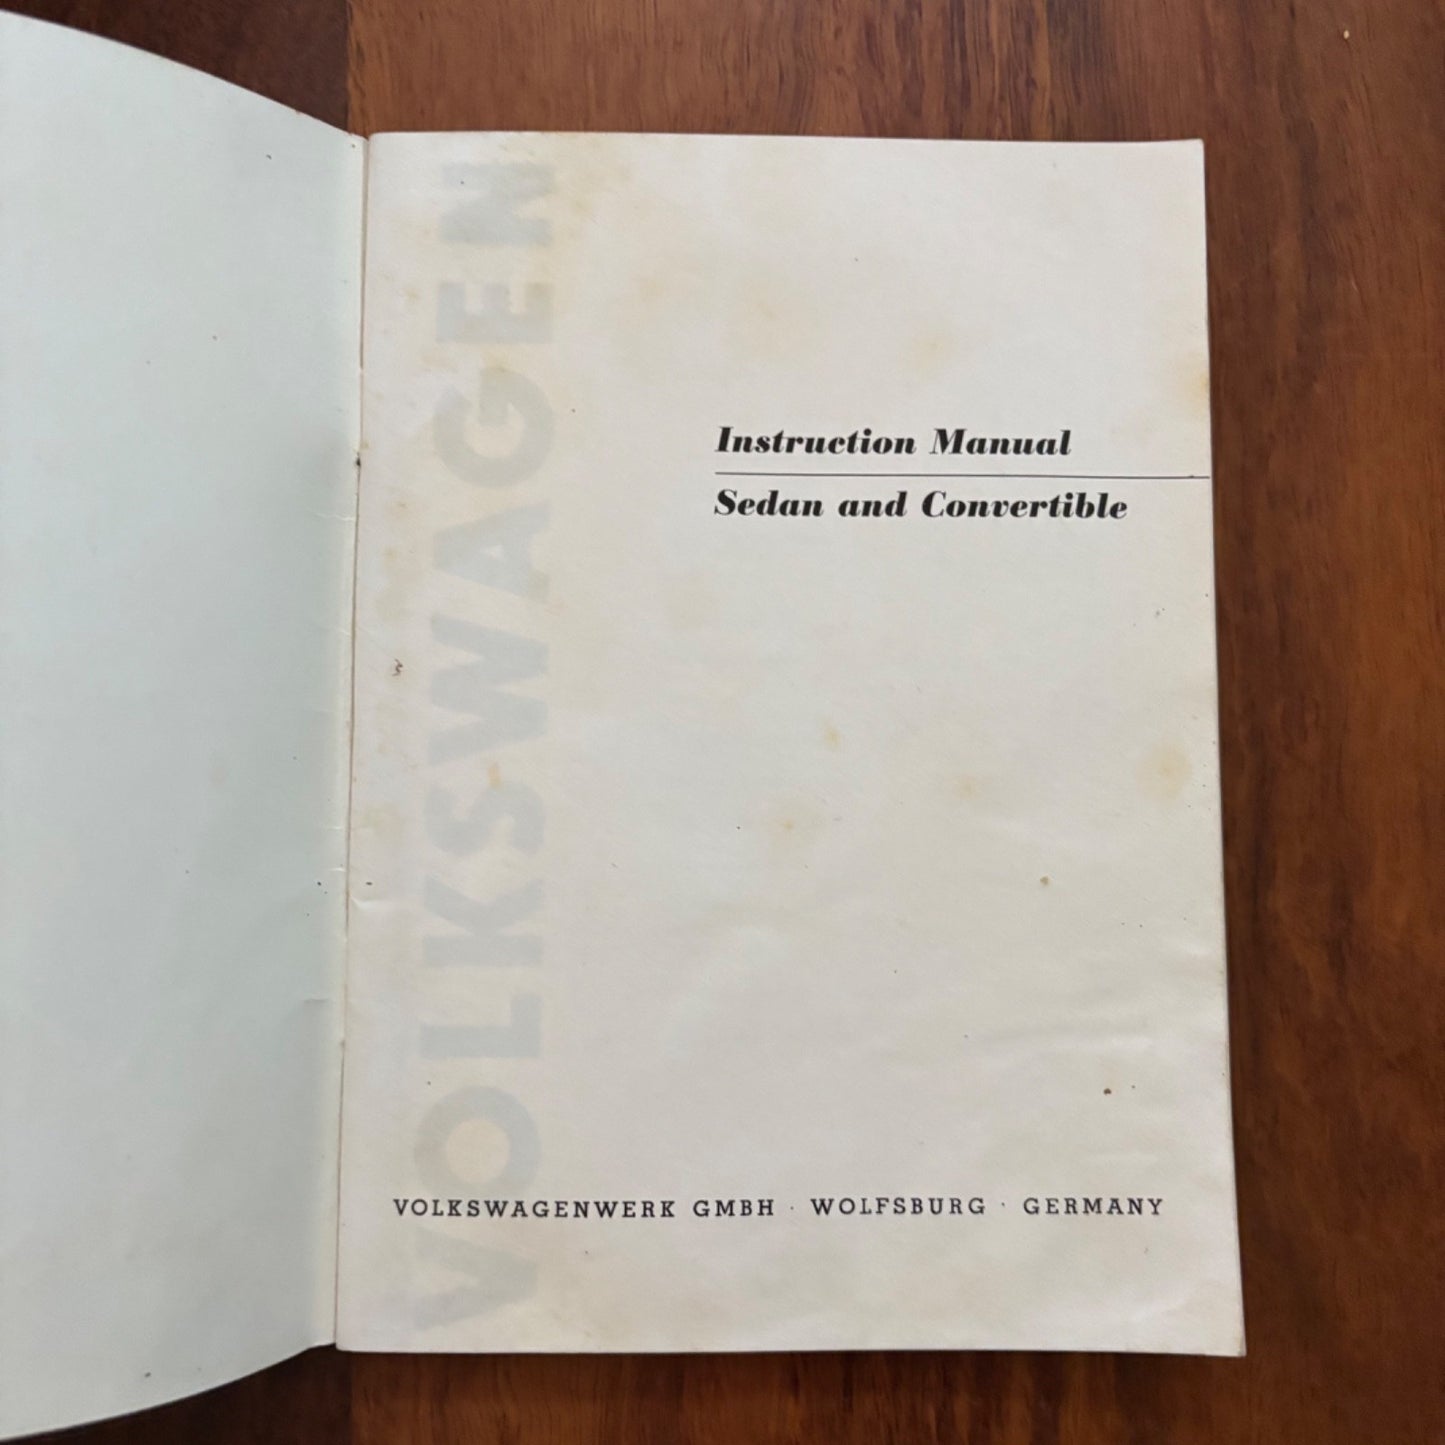 VOLKSWAGEN
Instruction Manual
Sedan and Convertible
VOLKSWAGENWERK GMBH · WOLFSBURG · GERMANY